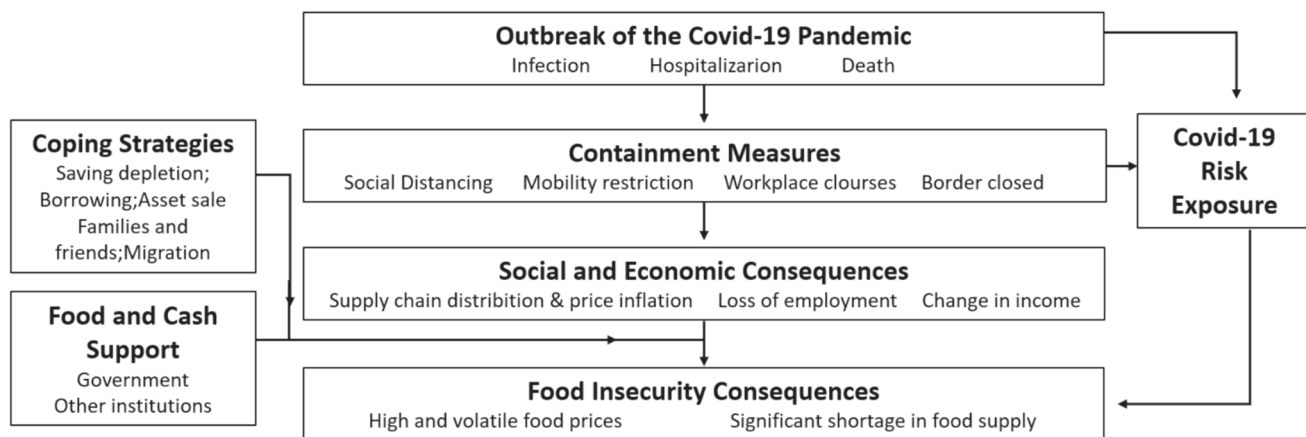 Outbreak of the Covid-19 Pandemic
Infection Hospitalizarion Death
Coping Strategies
Saving depletion;
Borrowing;Asset sale
Families and
friends;Migration
Containment Measures
Social Distancing Mobility restriction Workplace clourses Border closed
Covid-19
Risk
Exposure
Social and Economic Consequences
Supply chain distribition & price inflation Loss of employment Change in income
Food and Cash
Support
Government
Other institutions
Food Insecurity Consequences
High and volatile food prices Significant shortage in food supply